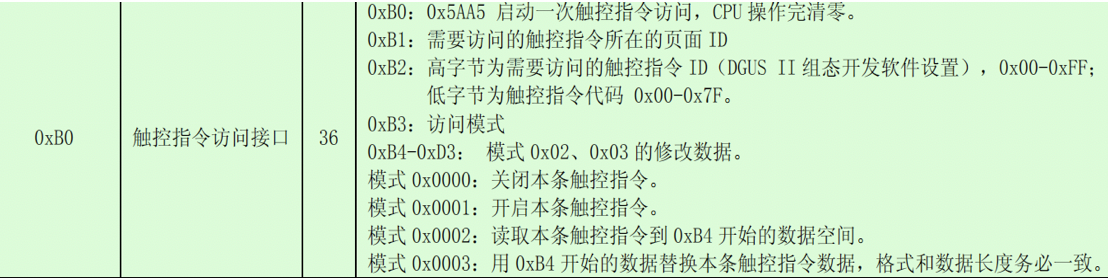 0xB0：0x5AA5 启动一次触控指令访问，CPU 操作完清零。
0xB1：需要访问的触控指令所在的页面 ID
0xB2：高字节为需要访问的触控指令 ID（DGUS II 组态开发软件设置），0x00-0xFF；
低字节为触控指令代码 0x00-0x7F。
0xB3：访问模式
0xB0 触控指令访问接口 36
0xB4-0xD3： 模式 0x02、0x03 的修改数据。
模式 0x0000：关闭本条触控指令。
模式 0x0001：开启本条触控指令。
模式 0x0002：读取本条触控指令到 0xB4 开始的数据空间。
模式 0x0003：用 0xB4 开始的数据替换本条触控指令数据，格式和数据长度务必一致。